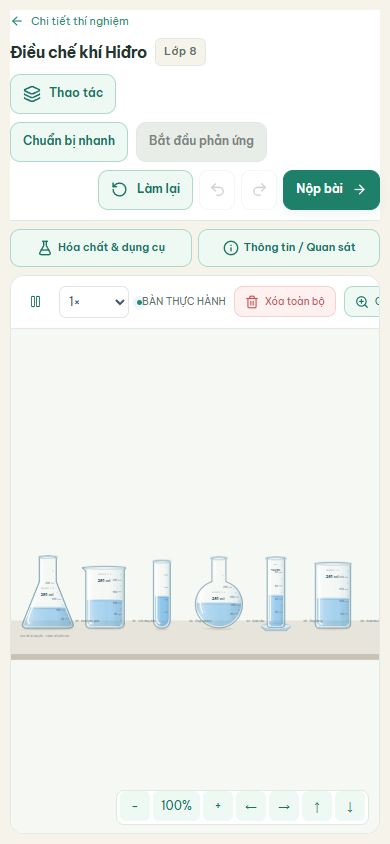 ← Chi tiết thí nghiệm
Điều chế khí Hiđro Lớp 8
Thao tác
Chuẩn bị nhanh Bắt đầu phản ứng
Làm lại Nộp bài →
Hóa chất & dụng cụ Thông tin / Quan sát
1× BÀN THỰC HÀNH Xóa toàn bộ
- 100% + ← → ↑ ↓